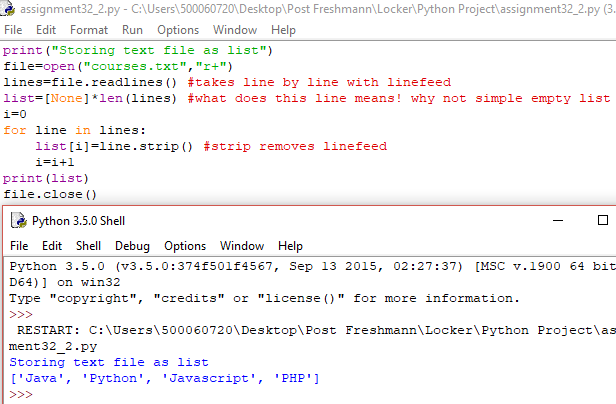 assignment32_2.py - C:\Users\500060720\Desktop\Post Freshmann\Locker\Python Project\assignment32_2.py (3.
File Edit Format Run Options Window Help
print("Storing text file as list")
file=open("courses.txt","r+")
lines=file.readlines() #takes line by line with linefeed
list=[None]*len(lines) #what does this line means! why not simple empty list
i=0
for line in lines:
    list[i]=line.strip() #strip removes linefeed
    i=i+1
print(list)
file.close()
Python 3.5.0 Shell
File Edit Shell Debug Options Window Help
Python 3.5.0 (v3.5.0:374f501f4567, Sep 13 2015, 02:27:37) [MSC v.1900 64 bit
D64)] on win32
Type "copyright", "credits" or "license()" for more information.
>>>
 RESTART: C:\Users\500060720\Desktop\Post Freshmann\Locker\Python Project\as
ment32_2.py
Storing text file as list
['Java', 'Python', 'Javascript', 'PHP']
>>>